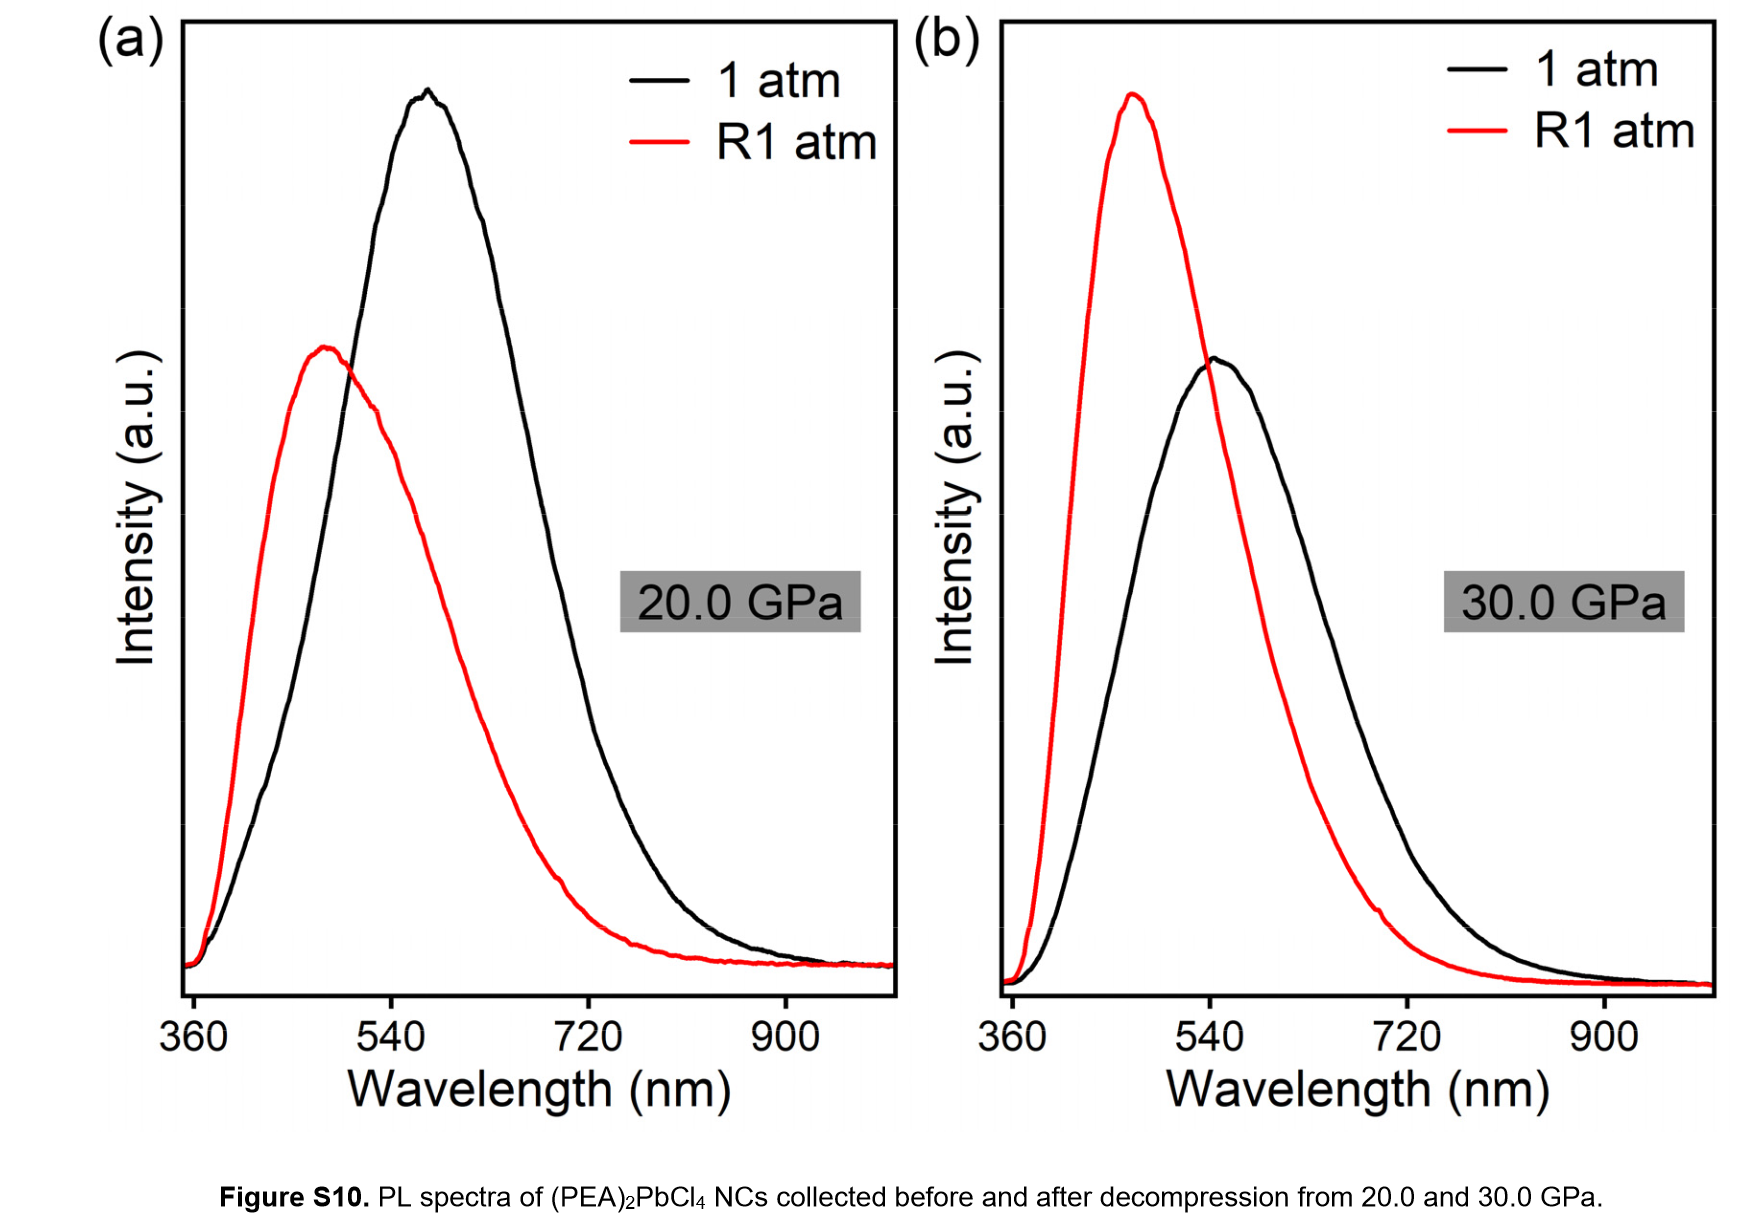 (a)
1 atm
R1 atm
20.0 GPa
Intensity (a.u.)
360 540 720 900
Wavelength (nm)
(b)
1 atm
R1 atm
30.0 GPa
Intensity (a.u.)
360 540 720 900
Wavelength (nm)
Figure S10. PL spectra of (PEA)₂PbCl₄ NCs collected before and after decompression from 20.0 and 30.0 GPa.